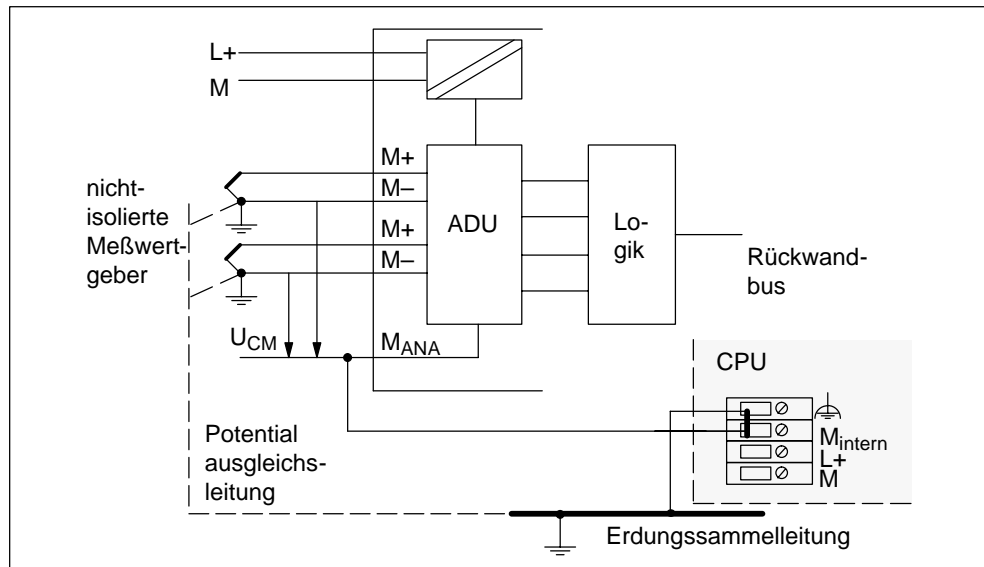 L+
M
M+
M–
M+
M–
nicht-
isolierte
Meßwert-
geber
ADU
Lo-
gik
Rückwand-
bus
UCM
MANA
CPU
Mintern
L+
M
Potential
ausgleichs-
leitung
Erdungssammelleitung